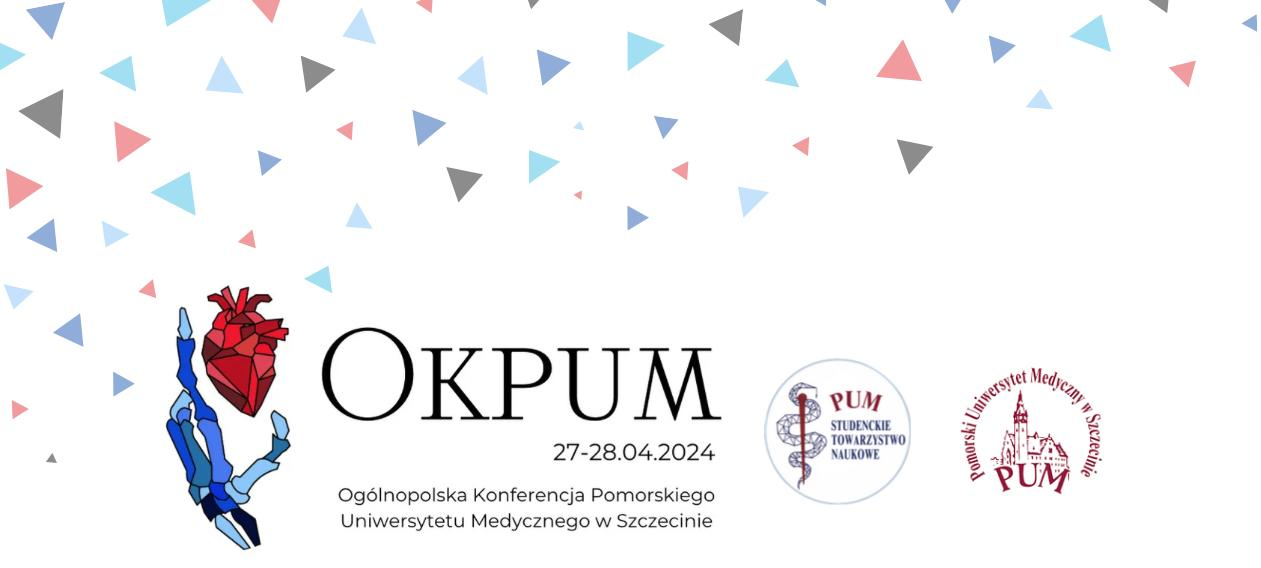 OKPUM
27-28.04.2024
Ogólnopolska Konferencja Pomorskiego
Uniwersytetu Medycznego w Szczecinie
PUM
STUDENCKIE
TOWARZYSTWO
NAUKOWE
Pomorski Uniwersytet Medyczny w Szczecinie
PUM